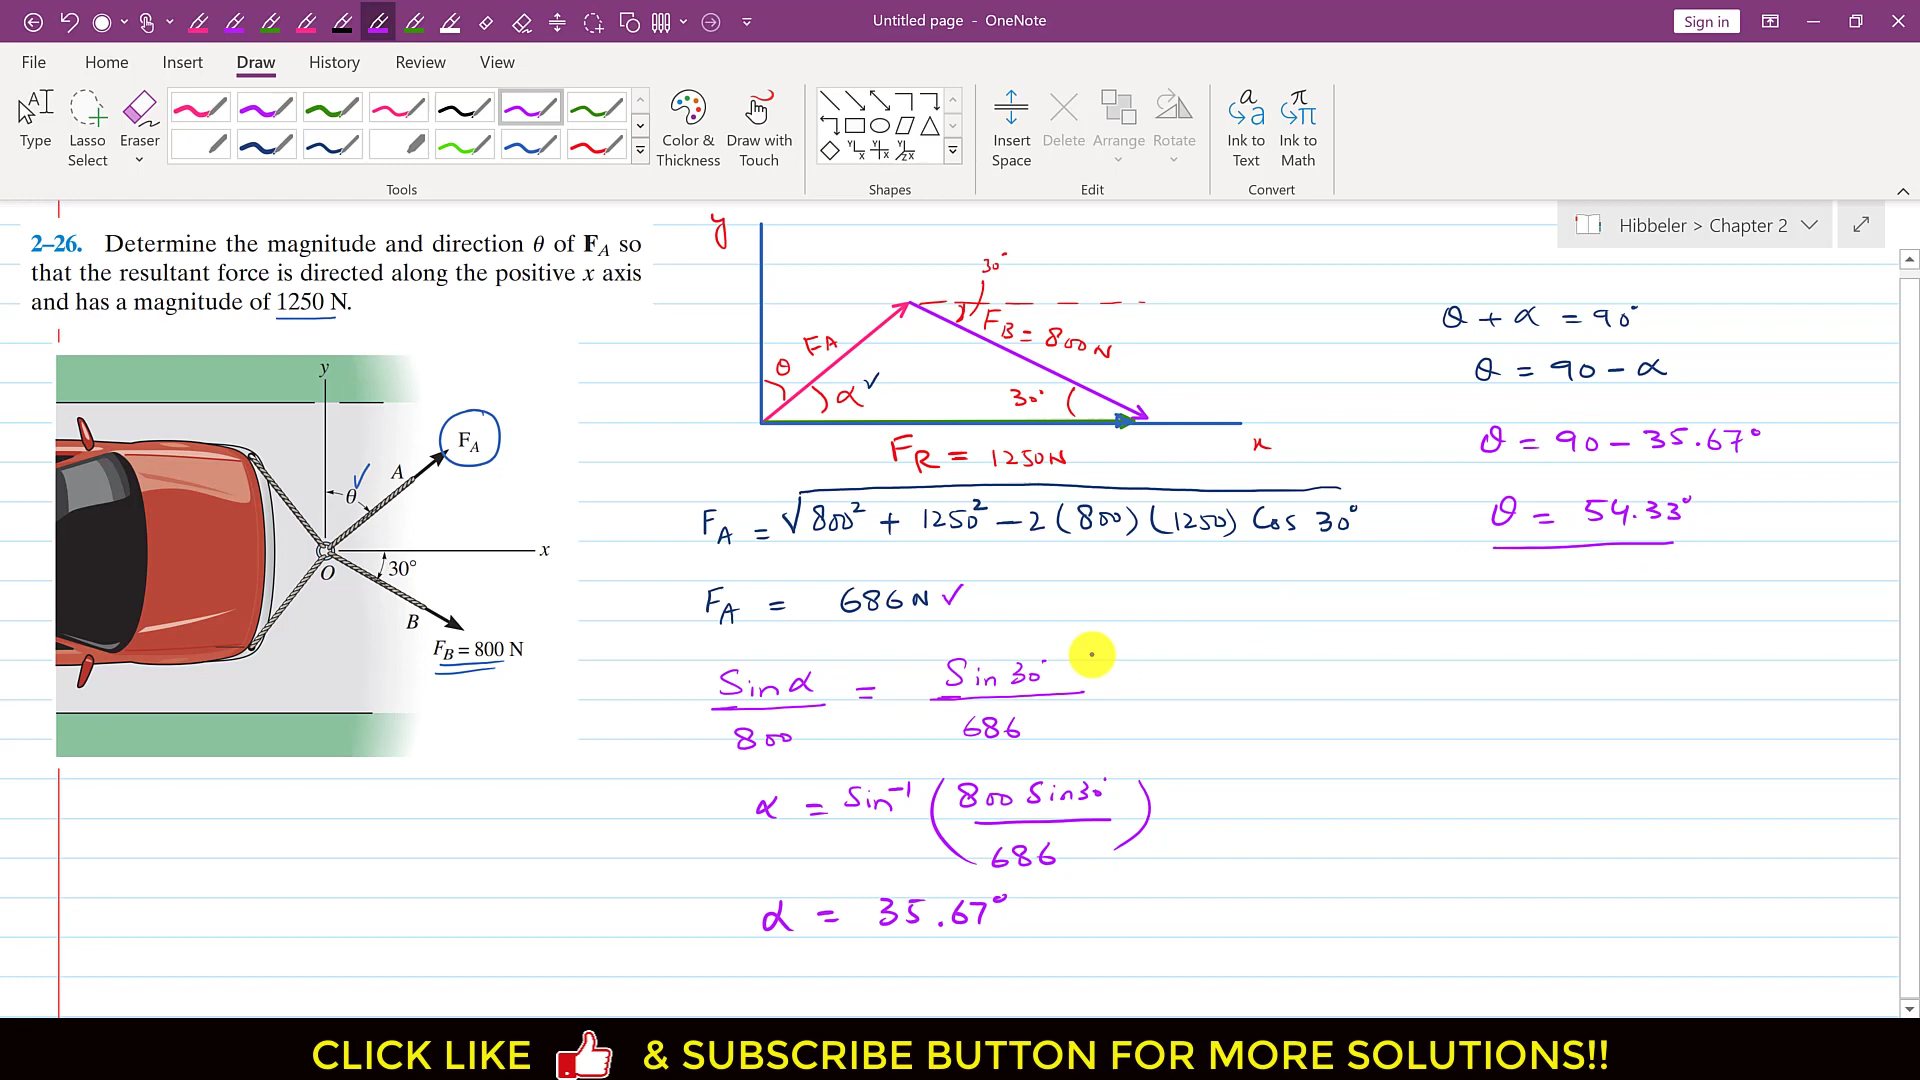 Untitled page - OneNote
Sign in
File Home Insert Draw History Review View
Type
Lasso Select
Eraser
Color & Thickness
Draw with Touch
Insert Space
Delete
Arrange
Rotate
Ink to Text
Ink to Math
Tools
Shapes
Edit
Convert
Hibbeler > Chapter 2
2–26. Determine the magnitude and direction θ of F_A so
that the resultant force is directed along the positive x axis
and has a magnitude of 1250 N.
y
F_A
A
θ
x
O
30°
B
F_B = 800 N
y
30°
F_A
F_B = 800 N
θ
α ✓
30°
x
F_R = 1250 N
F_A = √800² + 1250² − 2 (800) (1250) Cos 30°
F_A = 686 N ✓
Sin α / 800 = Sin 30° / 686
α = Sin⁻¹ (800 Sin 30° / 686)
α = 35.67°
θ + α = 90°
θ = 90 − α
θ = 90 − 35.67°
θ = 54.33°
CLICK LIKE & SUBSCRIBE BUTTON FOR MORE SOLUTIONS!!